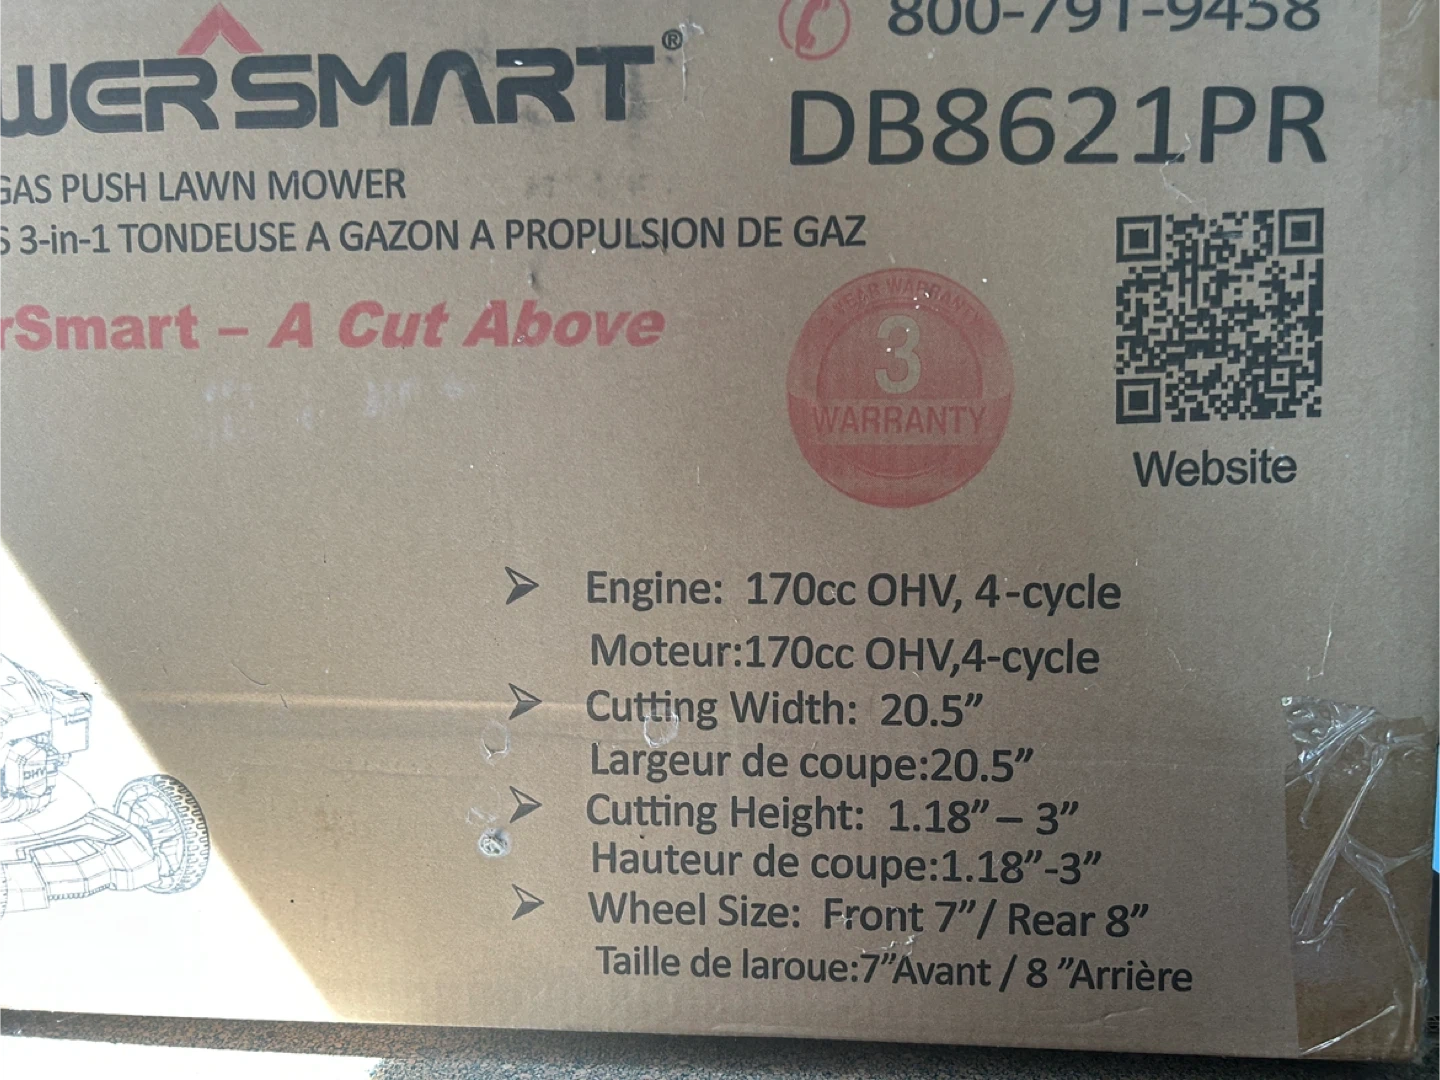 800-791-9458
WERSMART®
DB8621PR
GAS PUSH LAWN MOWER
S 3-in-1 TONDEUSE A GAZON A PROPULSION DE GAZ
rSmart – A Cut Above
YEAR WARRANTY
3
WARRANTY
Website
Engine: 170cc OHV, 4-cycle
Moteur:170cc OHV,4-cycle
Cutting Width: 20.5”
Largeur de coupe:20.5”
Cutting Height: 1.18”– 3”
Hauteur de coupe:1.18”-3”
Wheel Size: Front 7”/ Rear 8”
Taille de laroue:7”Avant / 8 ”Arrière
OHV